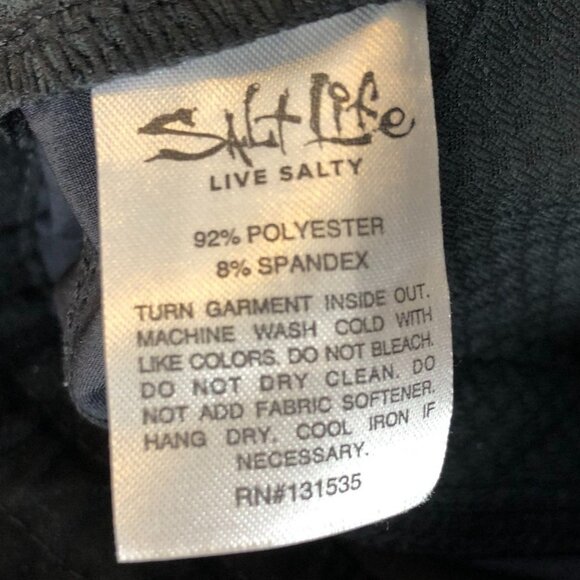 Salt Life
LIVE SALTY
92% POLYESTER
8% SPANDEX
TURN GARMENT INSIDE OUT.
MACHINE WASH COLD WITH
LIKE COLORS. DO NOT BLEACH.
DO NOT DRY CLEAN. DO
NOT ADD FABRIC SOFTENER.
HANG DRY. COOL IRON IF
NECESSARY.
RN#131535